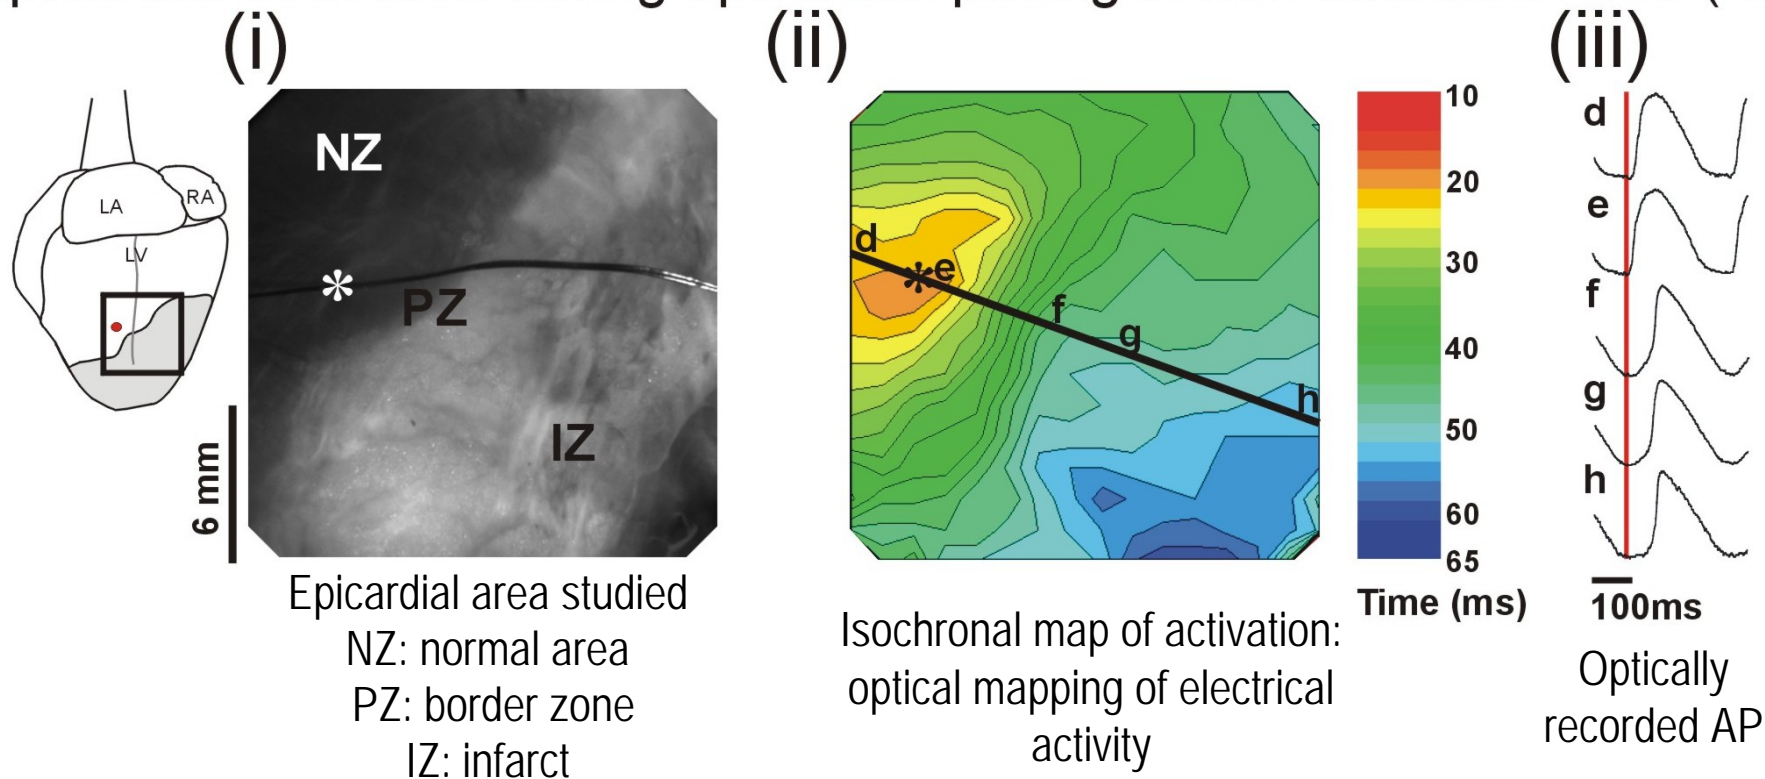 (i)
(ii)
(iii)
LA
RA
LV
6 mm
NZ
*
PZ
IZ
d
*e
f
g
h
10
20
30
40
50
60
65
Time (ms)
d
e
f
g
h
100ms
Epicardial area studied
NZ: normal area
PZ: border zone
IZ: infarct
Isochronal map of activation:
optical mapping of electrical
activity
Optically
recorded AP